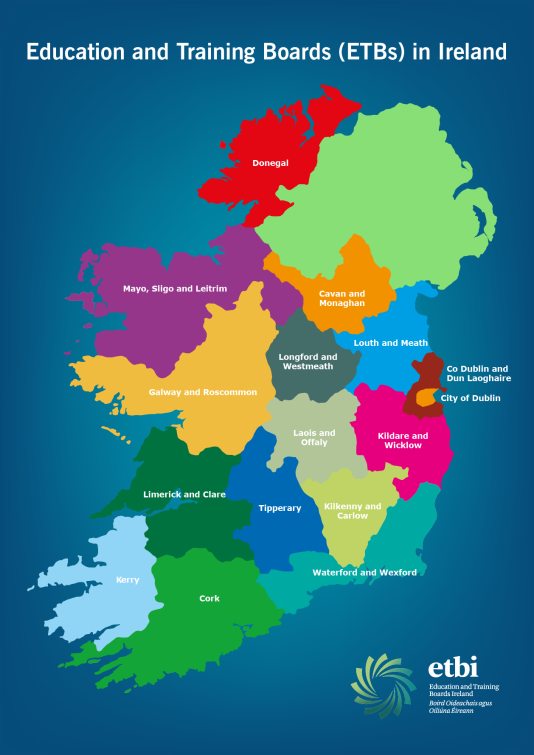 Education and Training Boards (ETBs) in Ireland
Donegal
Mayo, Sligo and Leitrim
Cavan and
Monaghan
Louth and Meath
Longford and
Westmeath
Co Dublin and
Dun Laoghaire
Galway and Roscommon
City of Dublin
Laois and
Offaly
Kildare and
Wicklow
Limerick and Clare
Tipperary
Kilkenny and
Carlow
Waterford and Wexford
Kerry
Cork
etbi
Education and Training
Boards Ireland
Boird Oideachais agus
Oiliúna Éireann